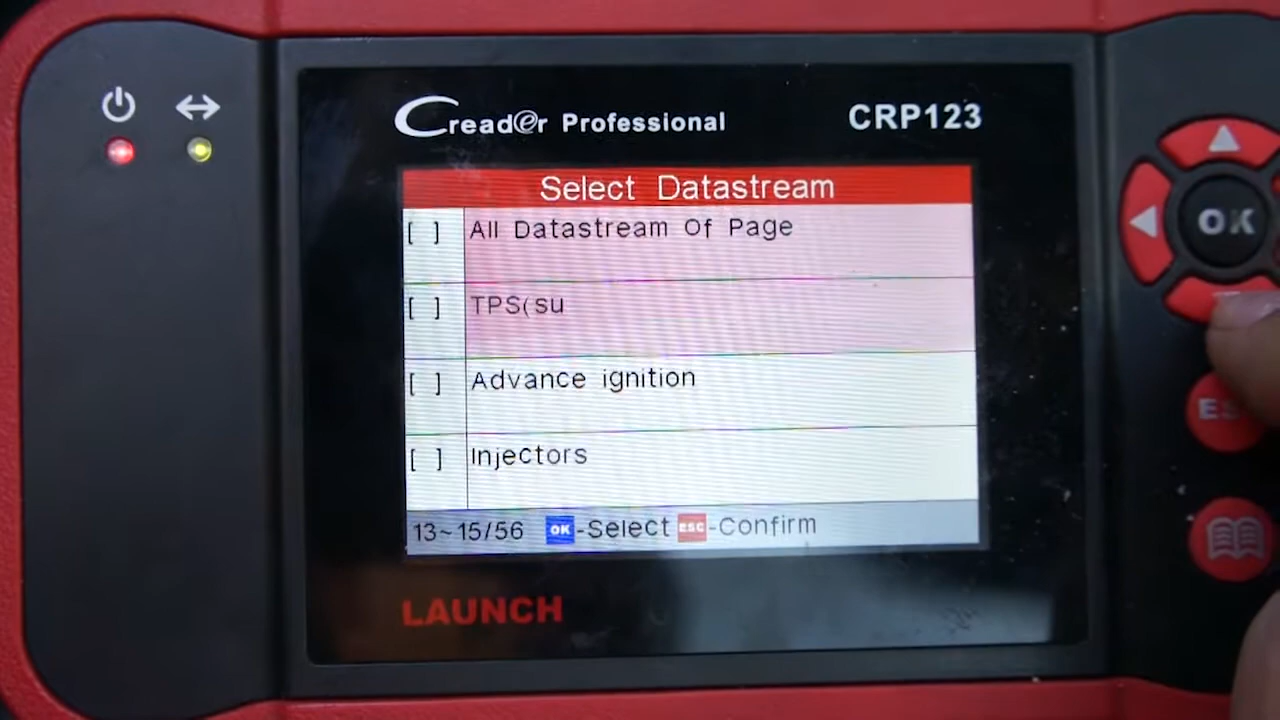 Creader Professional CRP123
Select Datastream
[ ] All Datastream Of Page
[ ] TPS(su
[ ] Advance ignition
[ ] Injectors
13~15/56 OK-Select ESC-Confirm
LAUNCH
OK
ES